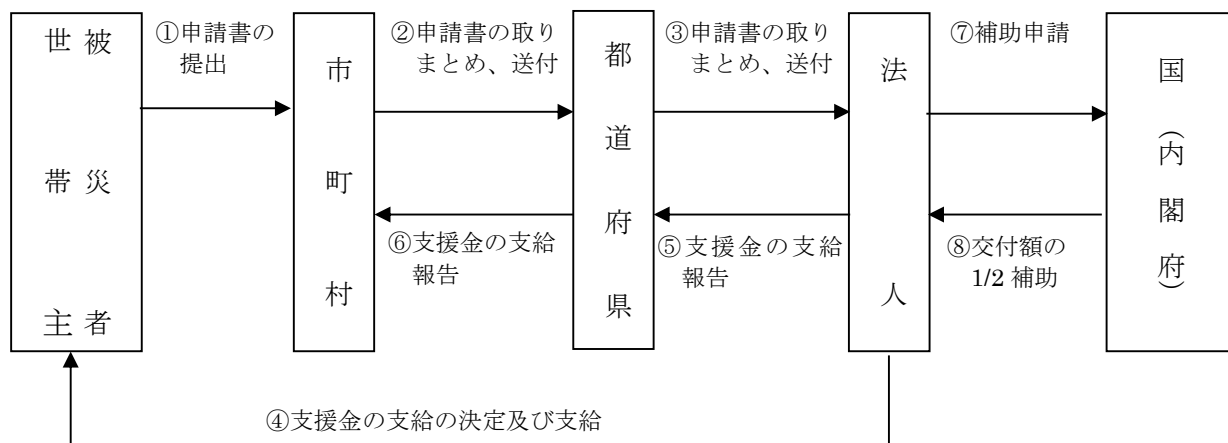 被災者
世帯主
①申請書の
提出
市町村
②申請書の取り
まとめ、送付
都道府県
③申請書の取り
まとめ、送付
法人
⑦補助申請
国(内閣府)
⑥支援金の支給
報告
⑤支援金の支給
報告
⑧交付額の
1/2 補助
④支援金の支給の決定及び支給